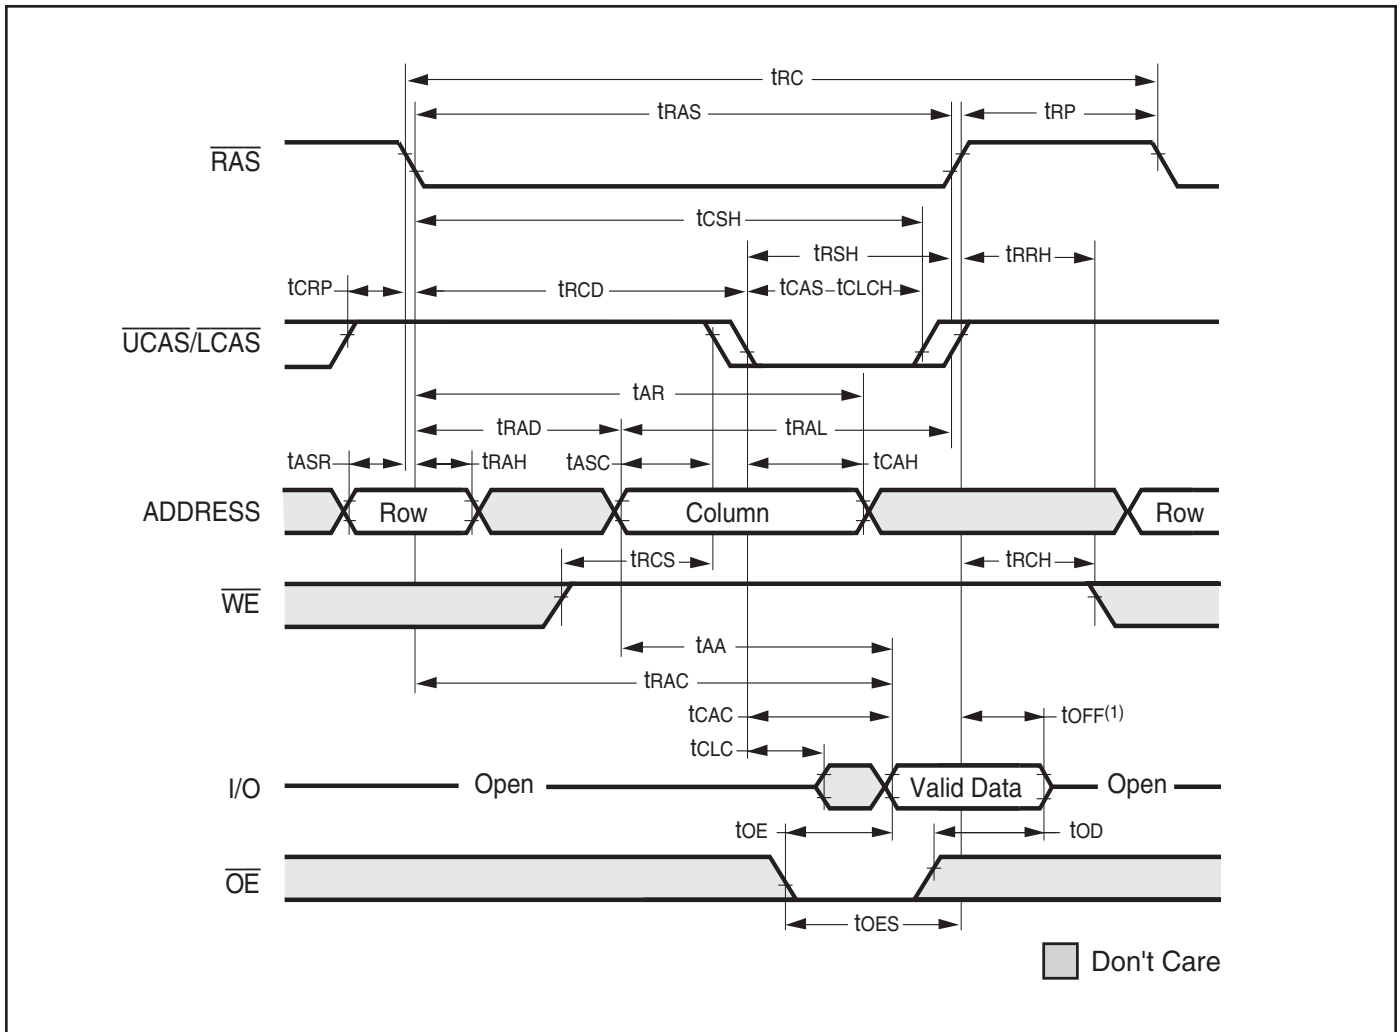 tRC
tRAS
tRP
RAS
tCSH
tRSH
tRRH
tCRP
tRCD
tCAS
tCLCH
UCAS/LCAS
tAR
tRAD
tRAL
tASR
tRAH
tASC
tCAH
ADDRESS
Row
Column
Row
tRCS
tRCH
WE
tAA
tRAC
tCAC
tOFF(1)
tCLC
I/O
Open
Valid Data
Open
tOE
tOD
OE
tOES
Don't Care